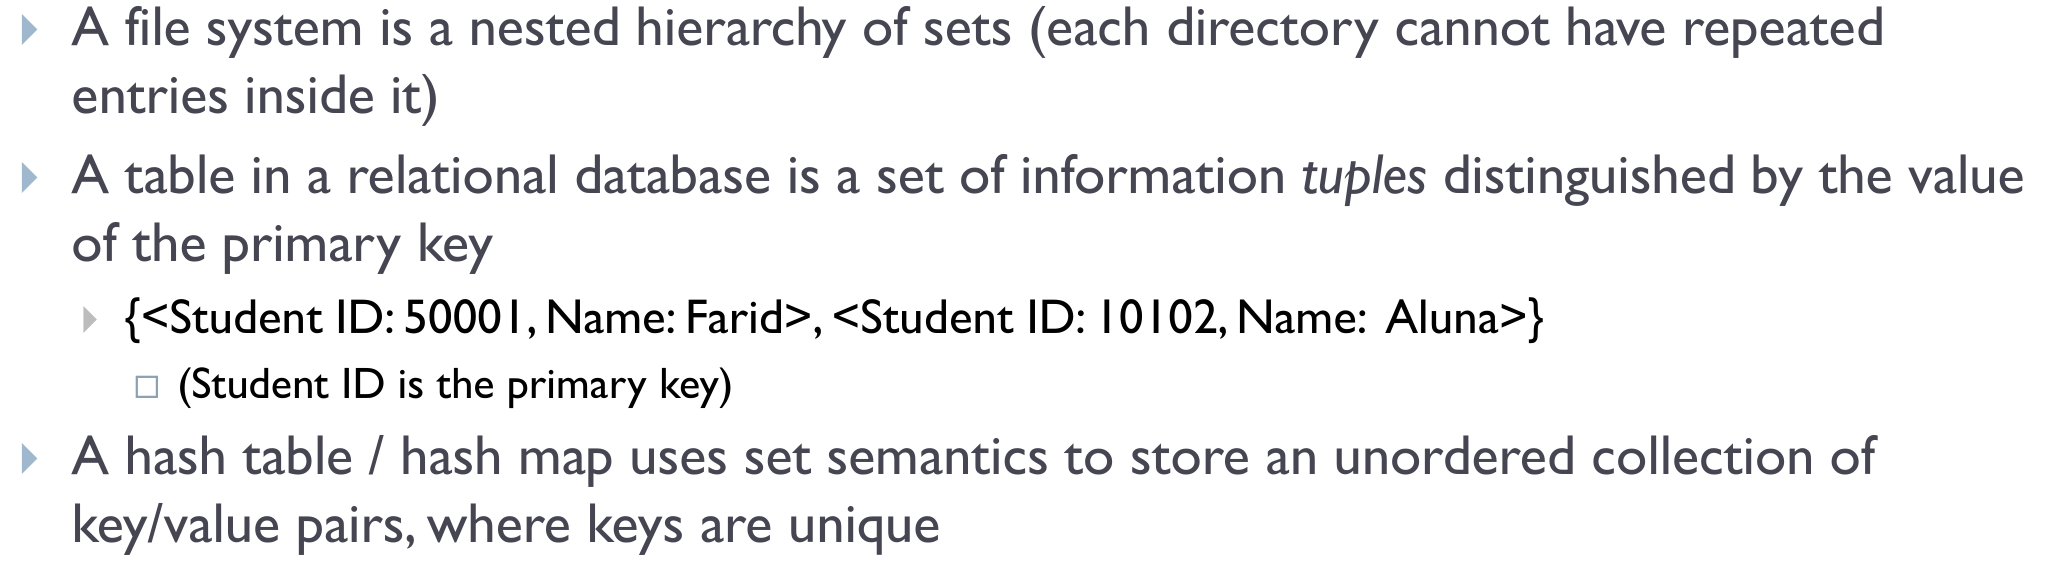 A file system is a nested hierarchy of sets (each directory cannot have repeated
entries inside it)
A table in a relational database is a set of information tuples distinguished by the value
of the primary key
{<Student ID: 50001, Name: Farid>, <Student ID: 10102, Name:  Aluna>}
(Student ID is the primary key)
A hash table / hash map uses set semantics to store an unordered collection of
key/value pairs, where keys are unique